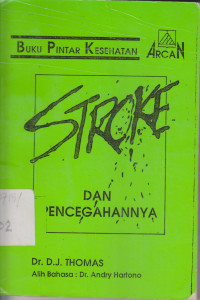 BUKU PINTAR KESEHATAN
ARCAN
STROKE
DAN
PENCEGAHANNYA
Dr. D.J. THOMAS
Alih Bahasa : Dr. Andry Hartono